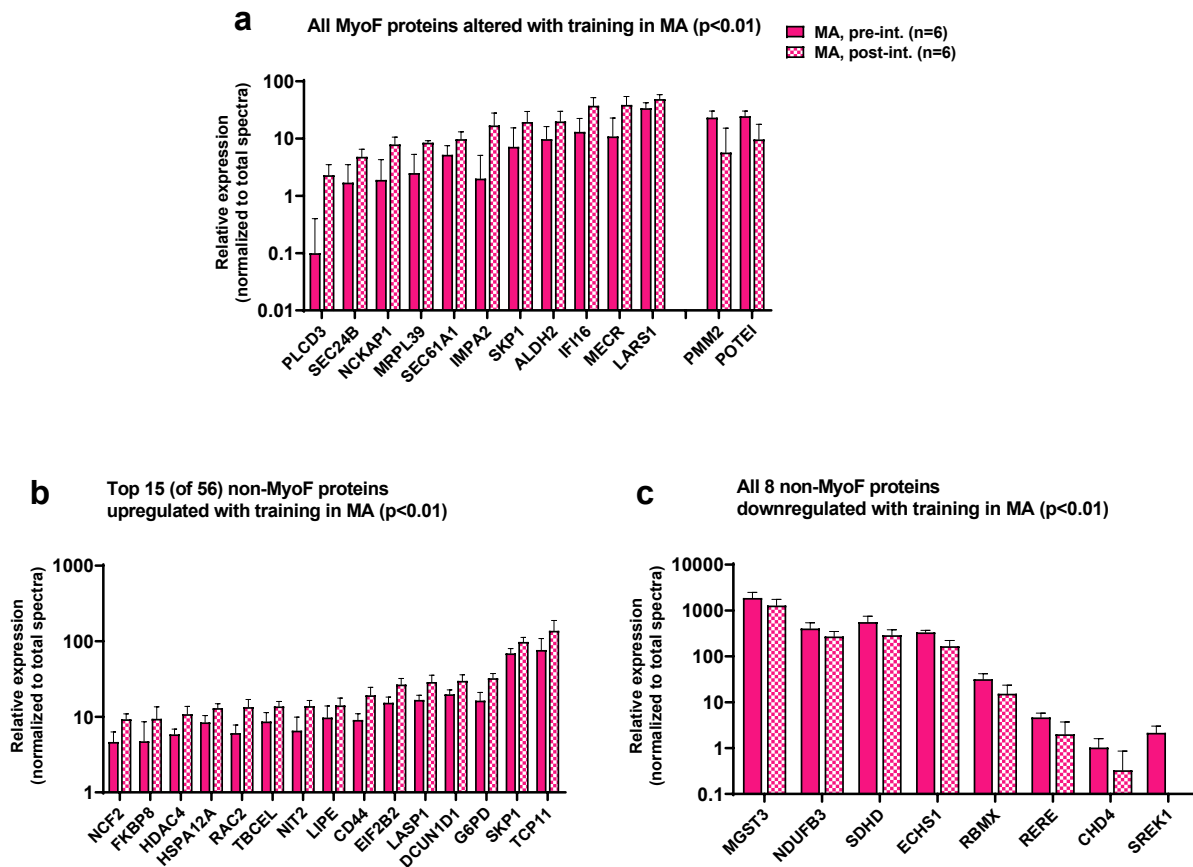 a
All MyoF proteins altered with training in MA (p<0.01)
MA, pre-int. (n=6)
MA, post-int. (n=6)
Relative expression
(normalized to total spectra)
100
10
1
0.1
0.01
PLCD3
SEC24B
NCKAP1
MRPL39
SEC61A1
IMPA2
SKP1
ALDH2
IFI16
MECR
LARS1
PMM2
POTEI
b
Top 15 (of 56) non-MyoF proteins
upregulated with training in MA (p<0.01)
Relative expression
(normalized to total spectra)
1000
100
10
1
NCF2
FKBP8
HDAC4
HSPA12A
RAC2
TBCEL
NIT2
LIPE
CD44
EIF2B2
LASP1
DCUN1D1
G6PD
SKP1
TCP11
c
All 8 non-MyoF proteins
downregulated with training in MA (p<0.01)
Relative expression
(normalized to total spectra)
10000
1000
100
10
1
0.1
MGST3
NDUFB3
SDHD
ECHS1
RBMX
RERE
CHD4
SREK1